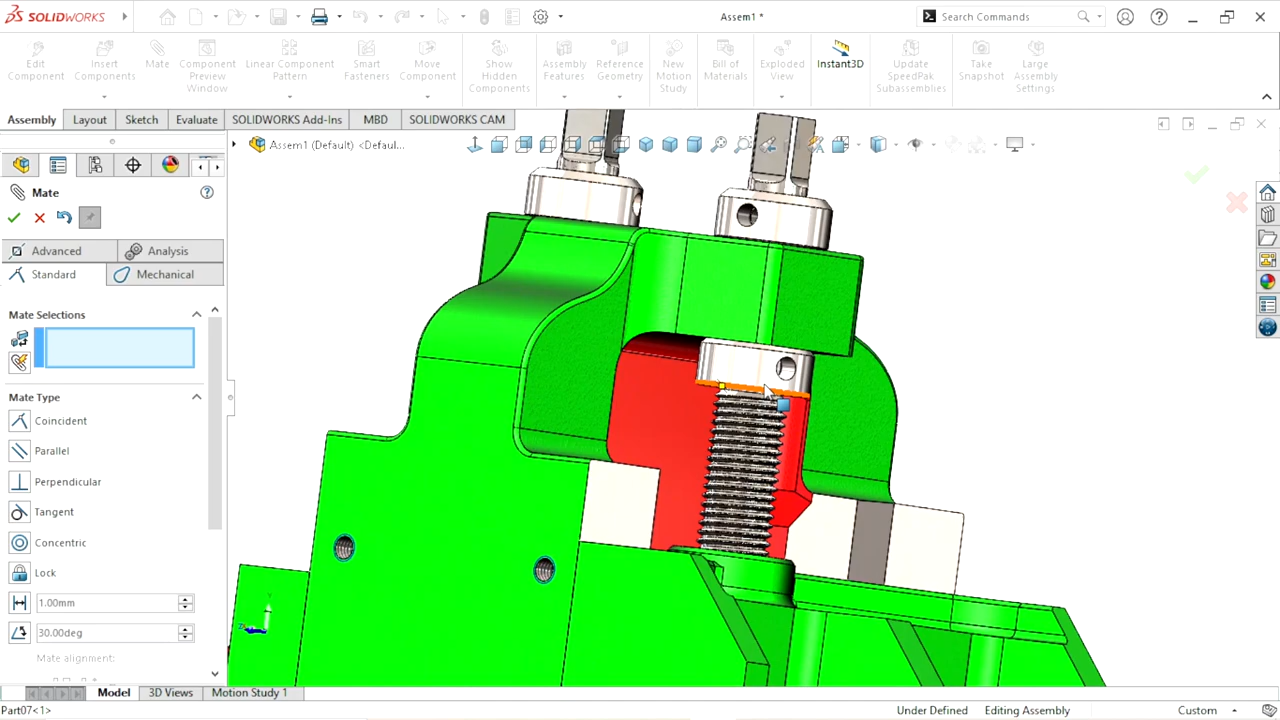 SOLIDWORKS
Assem1 *
Search Commands
Edit
Component
Insert
Components
Mate
Component
Preview
Window
Linear Component
Pattern
Smart
Fasteners
Move
Component
Show
Hidden
Components
Assembly
Features
Reference
Geometry
New
Motion
Study
Bill of
Materials
Exploded
View
Instant3D
Update
SpeedPak
Subassemblies
Take
Snapshot
Large
Assembly
Settings
Assembly
Layout
Sketch
Evaluate
SOLIDWORKS Add-Ins
MBD
SOLIDWORKS CAM
Assem1 (Default) <Defaul...
Mate
Advanced
Analysis
Standard
Mechanical
Mate Selections
Mate Type
Coincident
Parallel
Perpendicular
Tangent
Concentric
Lock
1.00mm
30.00deg
Mate alignment:
Model
3D Views
Motion Study 1
Part07<1>
Under Defined
Editing Assembly
Custom